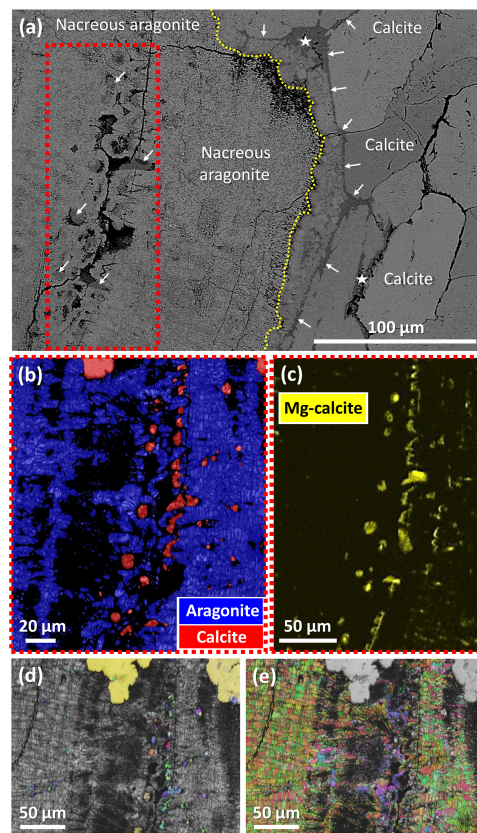 (a)
Nacreous aragonite
Calcite
Nacreous
aragonite
Calcite
Calcite
100 µm
(b)
20 µm
Aragonite
Calcite
(c)
Mg-calcite
50 µm
(d)
50 µm
(e)
50 µm